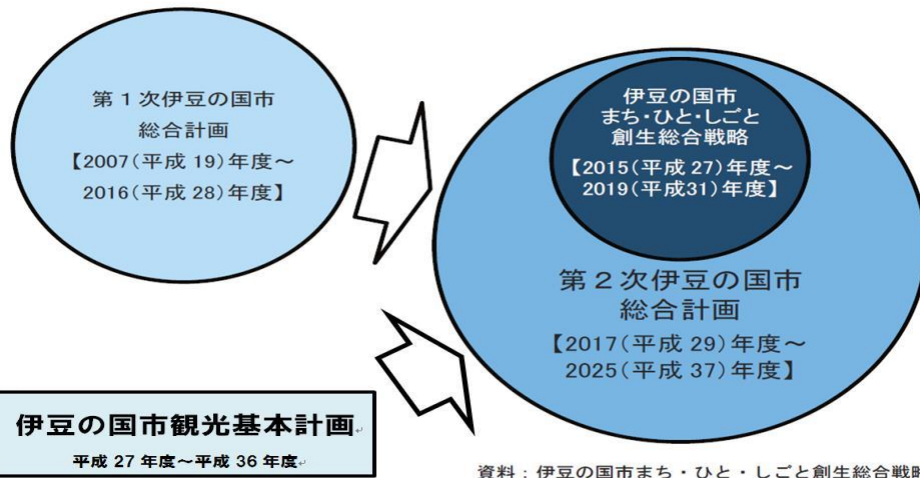 第1次伊豆の国市
総合計画
【2007(平成 19)年度～
2016(平成 28)年度】
伊豆の国市
まち・ひと・しごと
創生総合戦略
【2015(平成 27)年度～
2019(平成31)年度】
第2次伊豆の国市
総合計画
【2017(平成 29)年度～
2025(平成 37)年度】
伊豆の国市観光基本計画
平成 27 年度～平成 36 年度
資料：伊豆の国市まち・ひと・しごと創生総合戦略